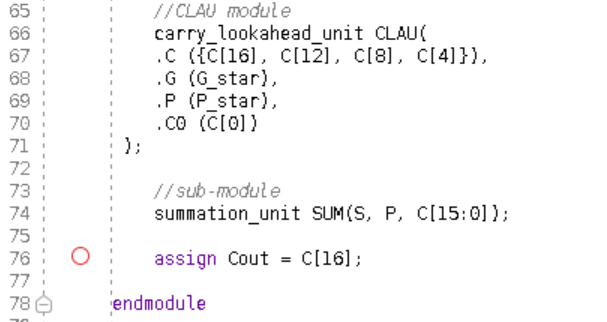 65 //CLAU module
66 carry_lookahead_unit CLAU(
67 .C ({C[16], C[12], C[8], C[4]}),
68 .G (G_star),
69 .P (P_star),
70 .C0 (C[0])
71 );
72
73 //sub-module
74 summation_unit SUM(S, P, C[15:0]);
75
76 assign Cout = C[16];
77
78 endmodule